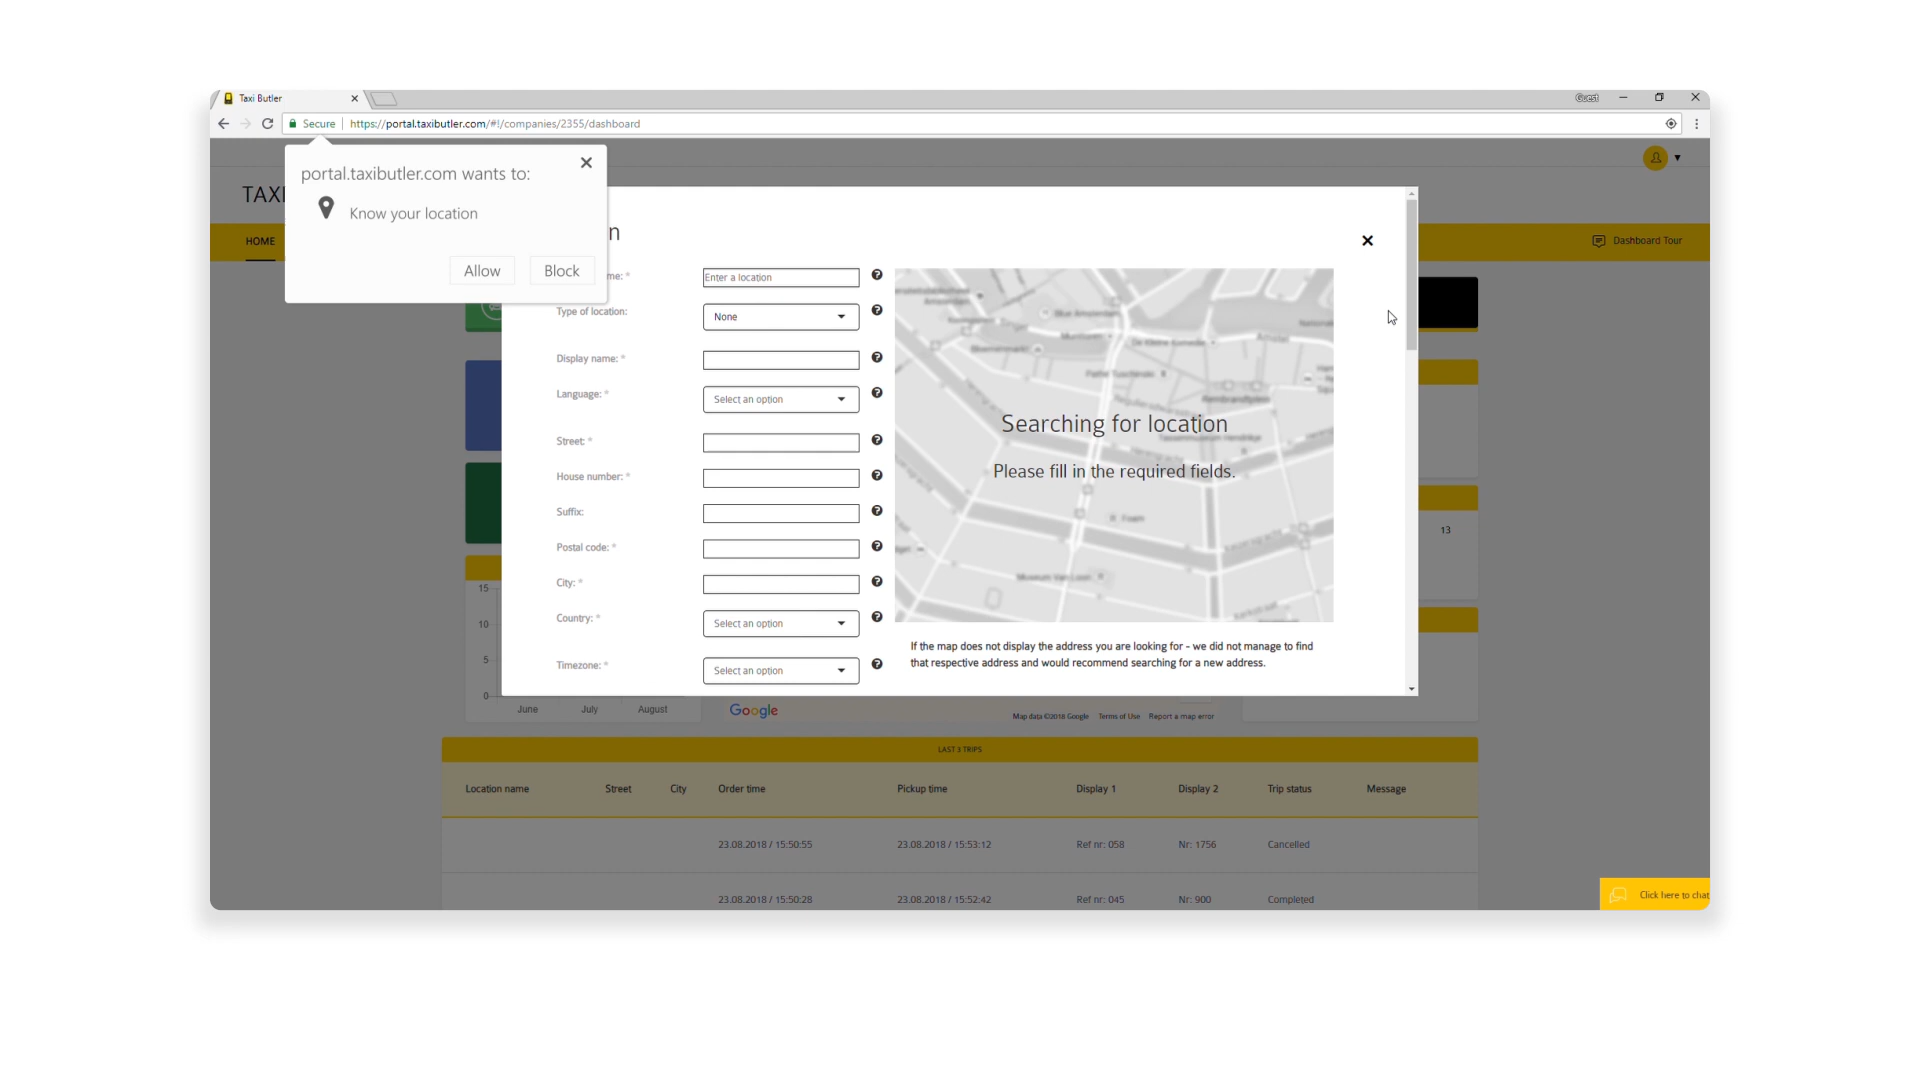 Taxi Butler
Guest
Secure
https://portal.taxibutler.com/#!/companies/2355/dashboard
portal.taxibutler.com wants to:
Know your location
Allow
Block
TAXI
HOME
Dashboard Tour
n
me: *
Enter a location
Type of location:
None
Display name: *
Language: *
Select an option
Street: *
House number: *
Suffix:
Postal code: *
City: *
Country: *
Select an option
Timezone: *
Select an option
Searching for location
Please fill in the required fields.
If the map does not display the address you are looking for - we did not manage to find
that respective address and would recommend searching for a new address.
13
15
10
5
0
June July August
Google
Map data ©2018 Google Terms of Use Report a map error
LAST 3 TRIPS
Location name Street City Order time Pickup time Display 1 Display 2 Trip status Message
23.08.2018 / 15:50:55 23.08.2018 / 15:53:12 Ref nr: 058 Nr: 1756 Cancelled
23.08.2018 / 15:50:28 23.08.2018 / 15:52:42 Ref nr: 045 Nr: 900 Completed
Click here to chat